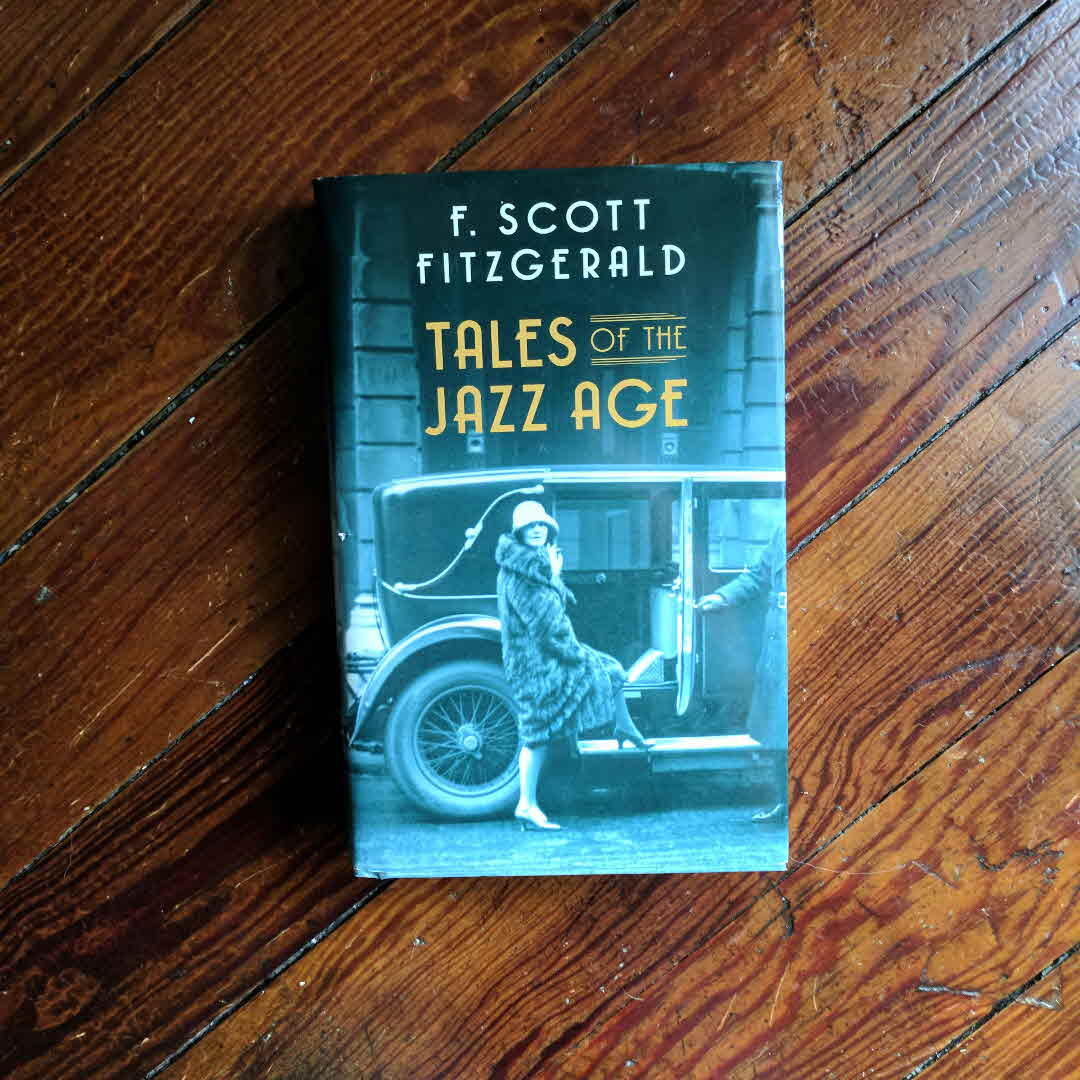 F. SCOTT
FITZGERALD
TALES OF THE
JAZZ AGE